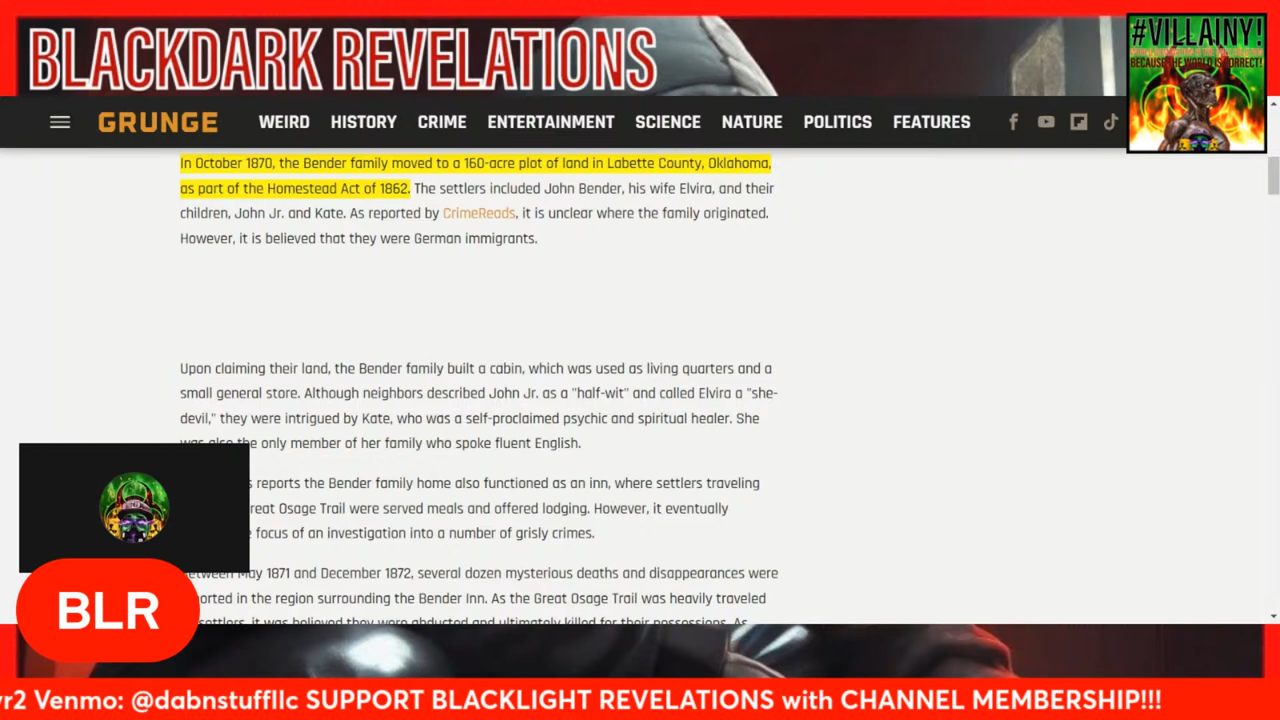 BLACKDARK REVELATIONS
#VILLAINY!
BECAUSE THE WORLD IS CORRECT!
GRUNGE WEIRD HISTORY CRIME ENTERTAINMENT SCIENCE NATURE POLITICS FEATURES
In October 1870, the Bender family moved to a 160-acre plot of land in Labette County, Oklahoma,
as part of the Homestead Act of 1862. The settlers included John Bender, his wife Elvira, and their
children, John Jr. and Kate. As reported by CrimeReads, it is unclear where the family originated.
However, it is believed that they were German immigrants.
Upon claiming their land, the Bender family built a cabin, which was used as living quarters and a
small general store. Although neighbors described John Jr. as a "half-wit" and called Elvira a "she-
devil," they were intrigued by Kate, who was a self-proclaimed psychic and spiritual healer. She
was also the only member of her family who spoke fluent English.
reports the Bender family home also functioned as an inn, where settlers traveling
reat Osage Trail were served meals and offered lodging. However, it eventually
focus of an investigation into a number of grisly crimes.
Between May 1871 and December 1872, several dozen mysterious deaths and disappearances were
orted in the region surrounding the Bender Inn. As the Great Osage Trail was heavily traveled
settlers, it was believed they were abducted and ultimately killed for their possessions. As
BLR
yr2 Venmo: @dabnstuffllc SUPPORT BLACKLIGHT REVELATIONS with CHANNEL MEMBERSHIP!!!